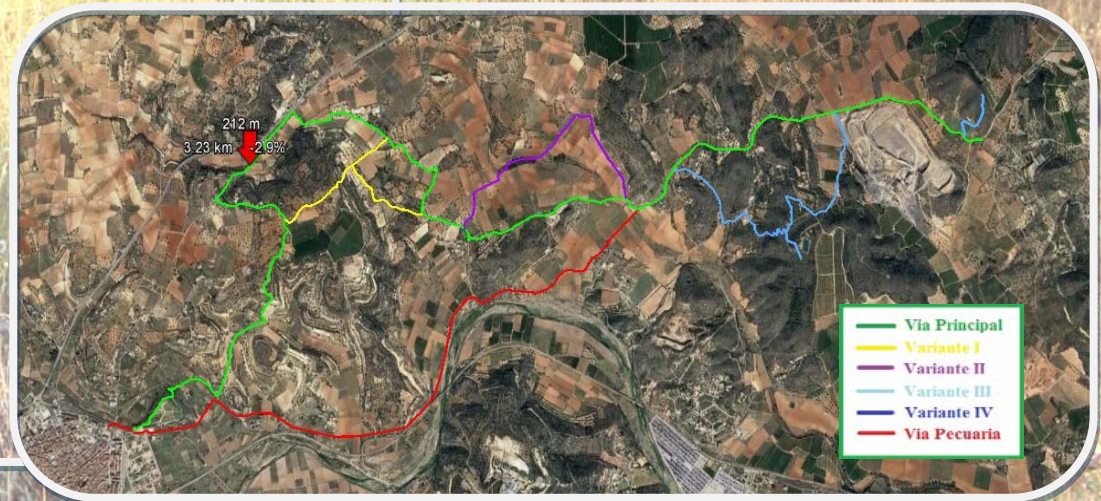 212 m
3.23 km -2.9%
Via Principal
Variante I
Variante II
Variante III
Variante IV
Via Pecuaria